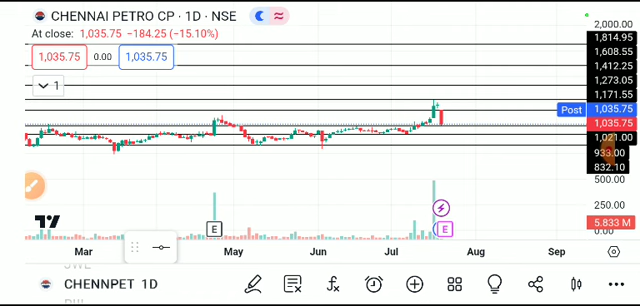 CHENNAI PETRO CP · 1D · NSE
At close: 1,035.75 −184.25 (−15.10%)
1,035.75 0.00 1,035.75
1
2,000.00
1,814.95
1,608.55
1,412.25
1,273.05
1,171.55
Post 1,035.75
1,035.75
1,021.00
933.00
832.10
500.00
250.00
5.833 M
0.00
E E
Mar May Jun Jul Aug Sep
CHENNPET 1D
fx